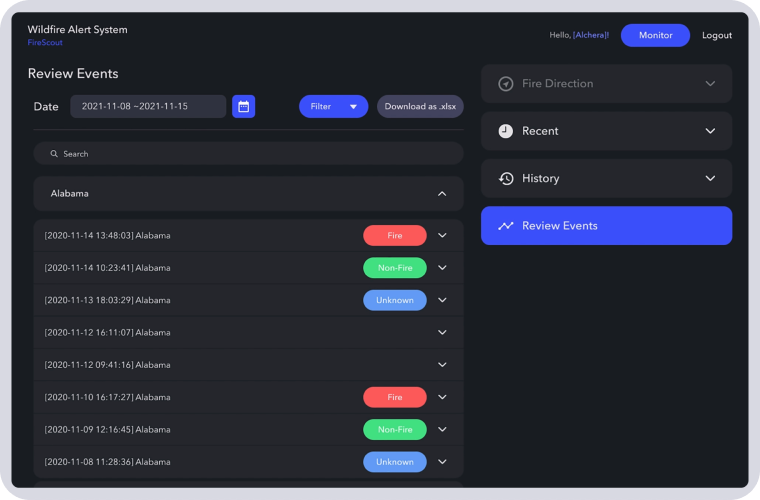 Wildfire Alert System
FireScout
Hello, [Alchera]!
Monitor
Logout
Review Events
Date
2021-11-08 ~2021-11-15
Filter
Download as .xlsx
Search
Alabama
[2020-11-14 13:48:03] Alabama
Fire
[2020-11-14 10:23:41] Alabama
Non-Fire
[2020-11-13 18:03:29] Alabama
Unknown
[2020-11-12 16:11:07] Alabama
[2020-11-12 09:41:16] Alabama
[2020-11-10 16:17:27] Alabama
Fire
[2020-11-09 12:16:45] Alabama
Non-Fire
[2020-11-08 11:28:36] Alabama
Unknown
Fire Direction
Recent
History
Review Events